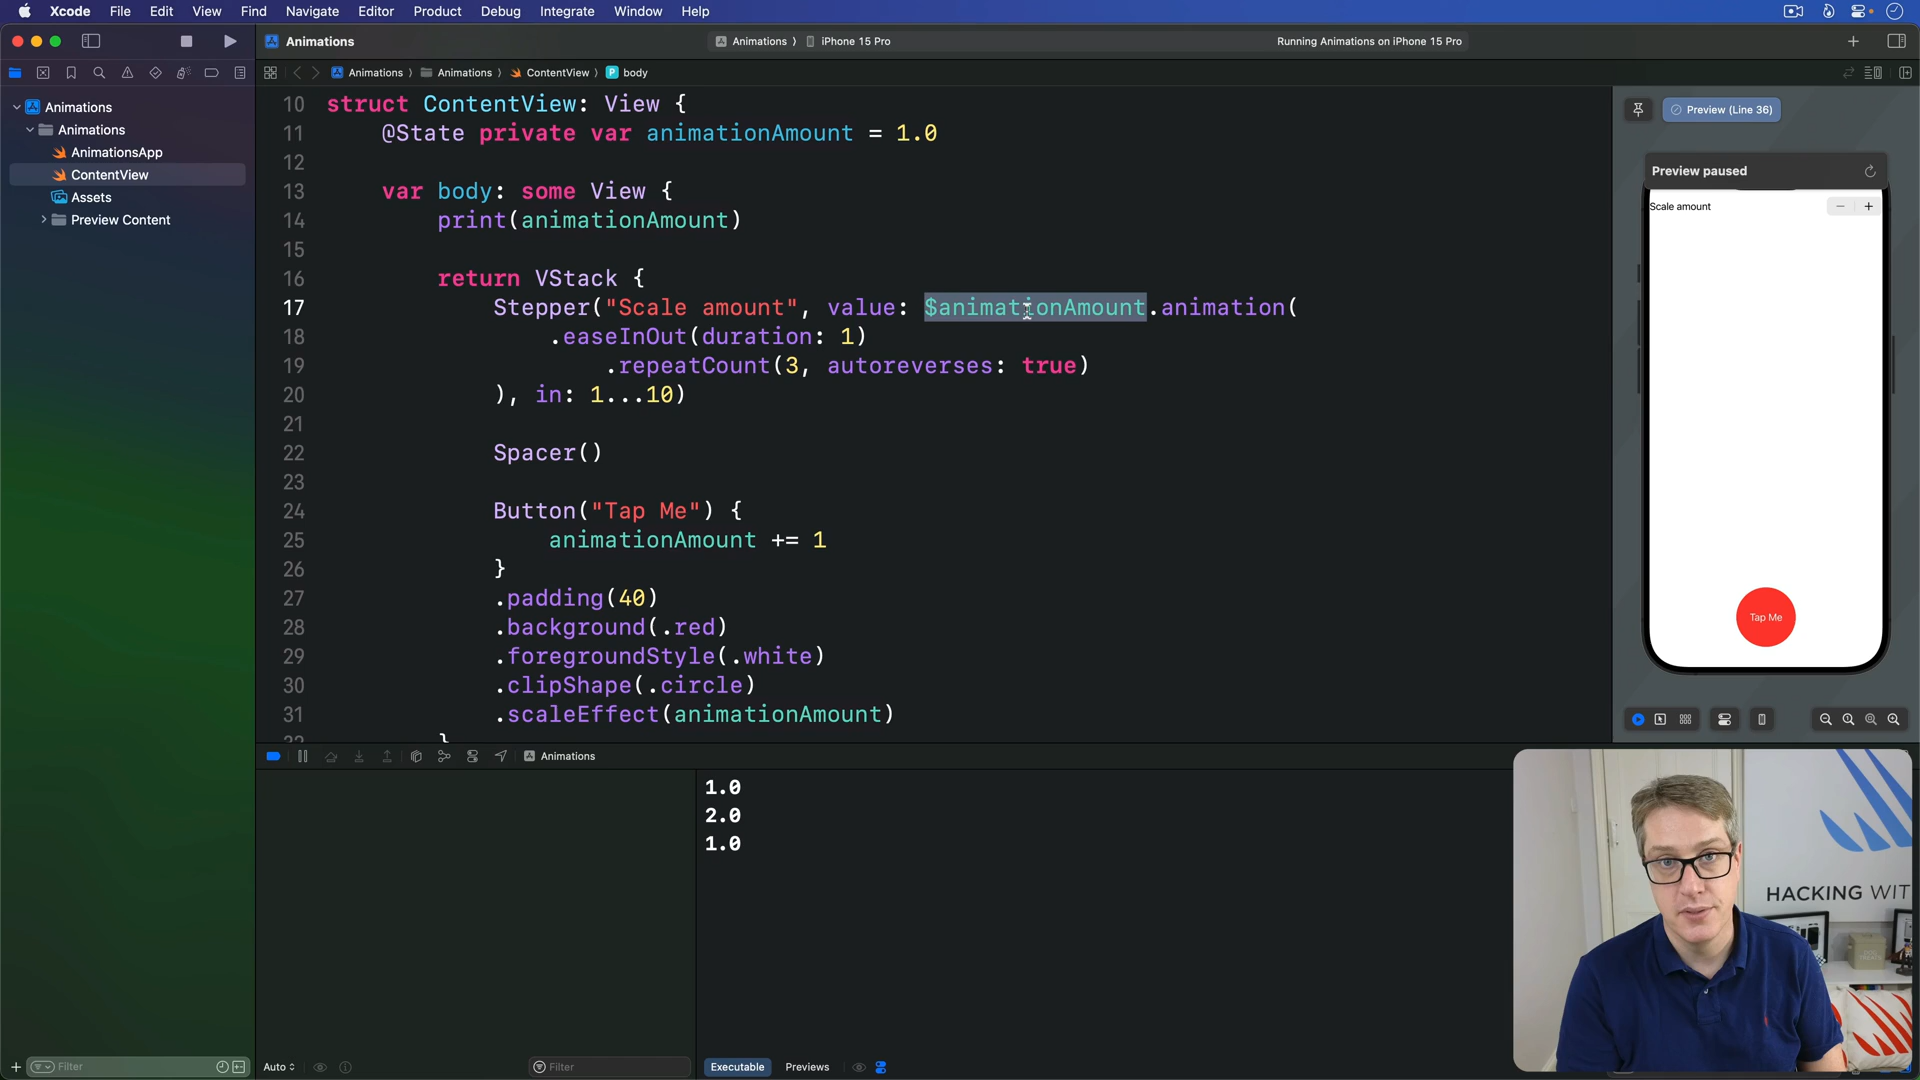 Xcode File Edit View Find Navigate Editor Product Debug Integrate Window Help
Animations
Animations ⟩ iPhone 15 Pro
Running Animations on iPhone 15 Pro
Animations ⟩ Animations ⟩ ContentView ⟩ P body
Animations
Animations
AnimationsApp
ContentView
Assets
Preview Content
10 struct ContentView: View {
11 @State private var animationAmount = 1.0
12
13 var body: some View {
14 print(animationAmount)
15
16 return VStack {
17 Stepper("Scale amount", value: $animationAmount.animation(
18 .easeInOut(duration: 1)
19 .repeatCount(3, autoreverses: true)
20 ), in: 1...10)
21
22 Spacer()
23
24 Button("Tap Me") {
25 animationAmount += 1
26 }
27 .padding(40)
28 .background(.red)
29 .foregroundStyle(.white)
30 .clipShape(.circle)
31 .scaleEffect(animationAmount)
32 }
Preview (Line 36)
Preview paused
Scale amount − +
Tap Me
Animations
1.0
2.0
1.0
HACKING WIT
Filter
Auto
Filter
Executable Previews